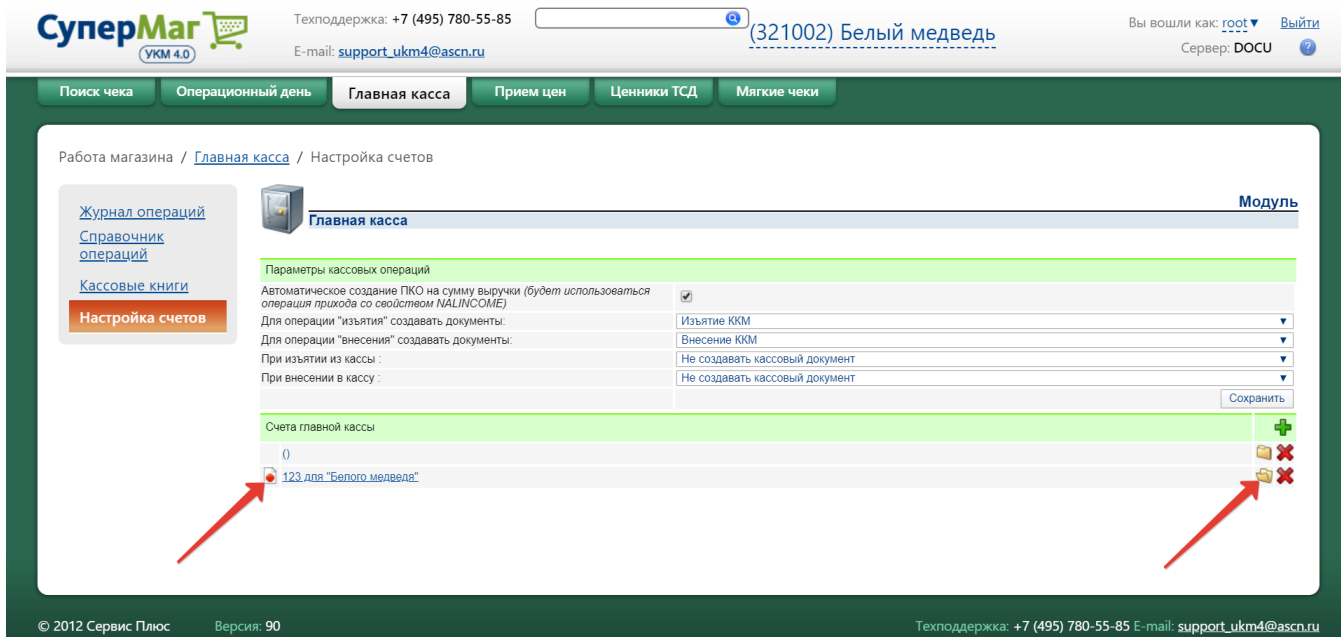 СуперМаг
УКМ 4.0
Техподдержка: +7 (495) 780-55-85
E-mail: support_ukm4@ascn.ru
(321002) Белый медведь
Вы вошли как: root▼ Выйти
Сервер: DOCU ?
Поиск чека Операционный день Главная касса Прием цен Ценники ТСД Мягкие чеки
Работа магазина / Главная касса / Настройка счетов
Журнал операций
Справочник
операций
Кассовые книги
Настройка счетов
Модуль
Главная касса
Параметры кассовых операций
Автоматическое создание ПКО на сумму выручки (будет использоваться
операция прихода со свойством NALINCOME)
Для операции "изъятия" создавать документы: Изъятие ККМ
Для операции "внесения" создавать документы: Внесение ККМ
При изъятии из кассы : Не создавать кассовый документ
При внесении в кассу : Не создавать кассовый документ
Сохранить
Счета главной кассы
()
123 для "Белого медведя"
© 2012 Сервис Плюс Версия: 90 Техподдержка: +7 (495) 780-55-85 E-mail: support_ukm4@ascn.ru